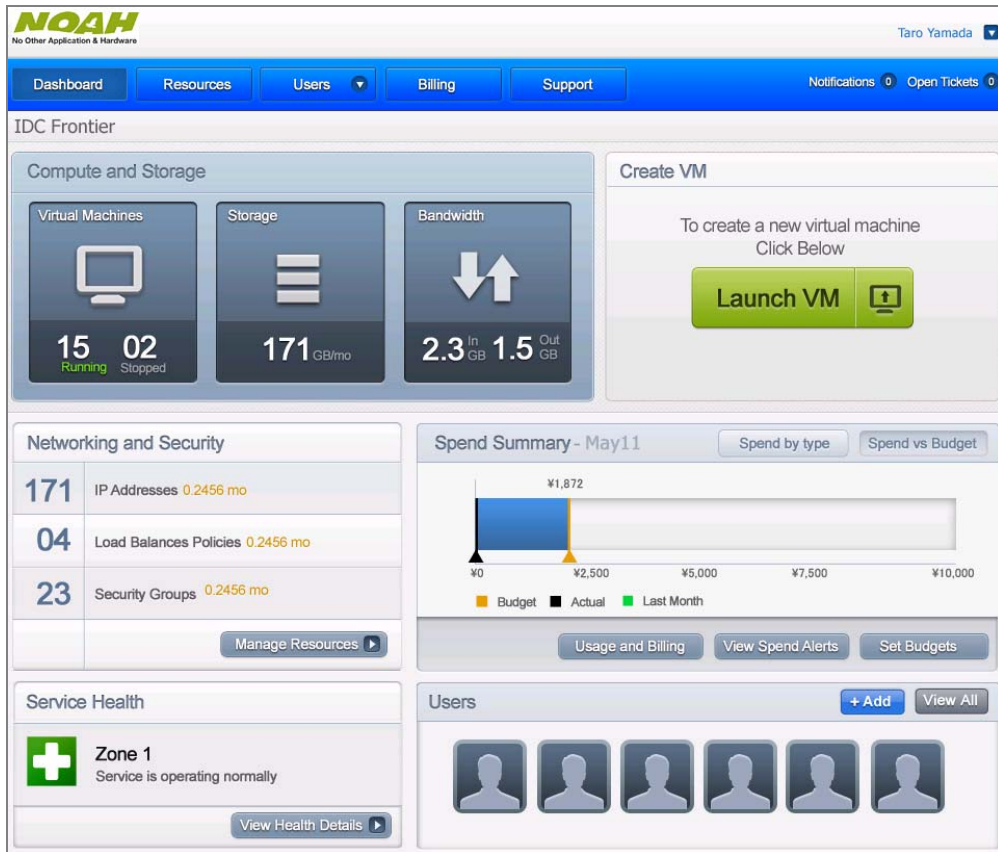 NOAH
No Other Application & Hardware
Taro Yamada
Dashboard Resources Users Billing Support Notifications 0 Open Tickets 0
IDC Frontier
Compute and Storage
Virtual Machines
15 02
Running Stopped
Storage
171 GB/mo
Bandwidth
2.3 In GB 1.5 Out GB
Create VM
To create a new virtual machine
Click Below
Launch VM
Networking and Security
171 IP Addresses 0.2456 mo
04 Load Balances Policies 0.2456 mo
23 Security Groups 0.2456 mo
Manage Resources
Spend Summary - May11 Spend by type Spend vs Budget
¥1,872
¥0 ¥2,500 ¥5,000 ¥7,500 ¥10,000
Budget Actual Last Month
Usage and Billing View Spend Alerts Set Budgets
Service Health
Zone 1
Service is operating normally
View Health Details
Users + Add View All